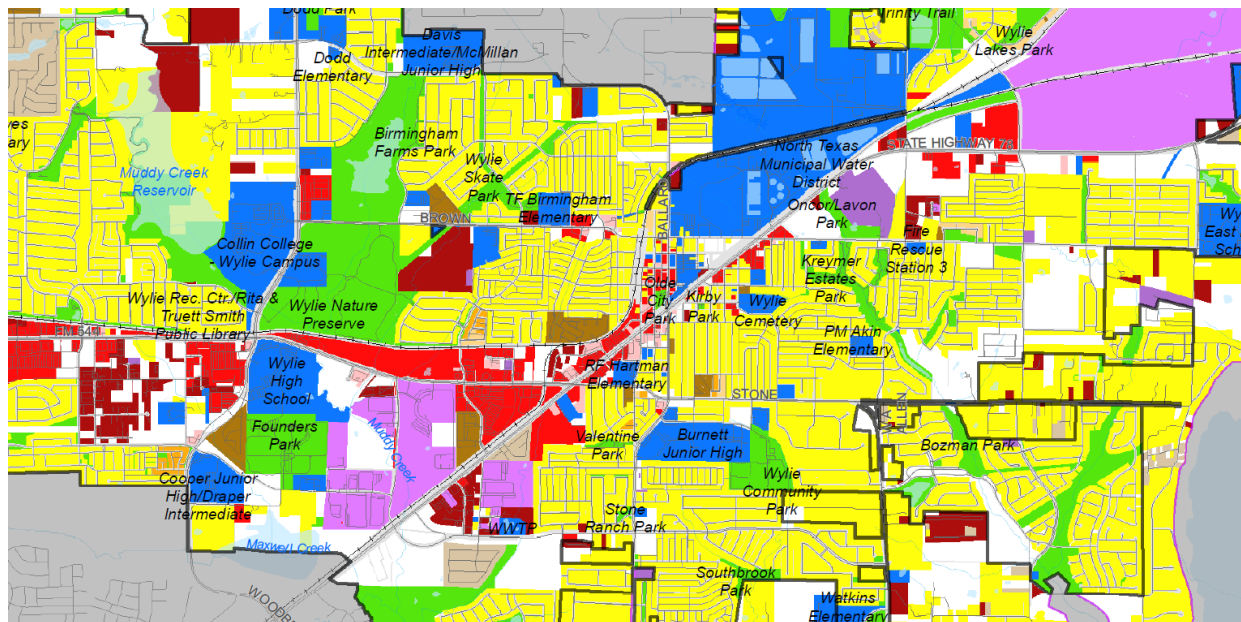 Dodd Park
Trinity Trail
Wylie
Lakes Park
Davis
Intermediate/McMillan
Junior High
Dodd
Elementary
Birmingham
Farms Park
Wylie
Skate
Park
TF Birmingham
Elementary
Muddy Creek
Reservoir
STATE HIGHWAY 78
North Texas
Municipal Water
District
Oncor/Lavon
Park
BROWN
BALLARD
Collin College
- Wylie Campus
Fire
Rescue
Station 3
Kreymer
Estates
Park
Wylie Rec. Ctr./Rita &
Truett Smith
Public Library
Wylie Nature
Preserve
Olde
City
Park
Kirby
Park
Wylie
Cemetery
PM Akin
Elementary
Wylie
High
School
RF Hartman
Elementary
STONE
Founders
Park
Muddy Creek
Valentine
Park
Burnett
Junior High
Bozman Park
Cooper Junior
High/Draper
Intermediate
Wylie
Community
Park
Stone
Ranch Park
WWTP
Maxwell Creek
Southbrook
Park
Watkins
Elementary